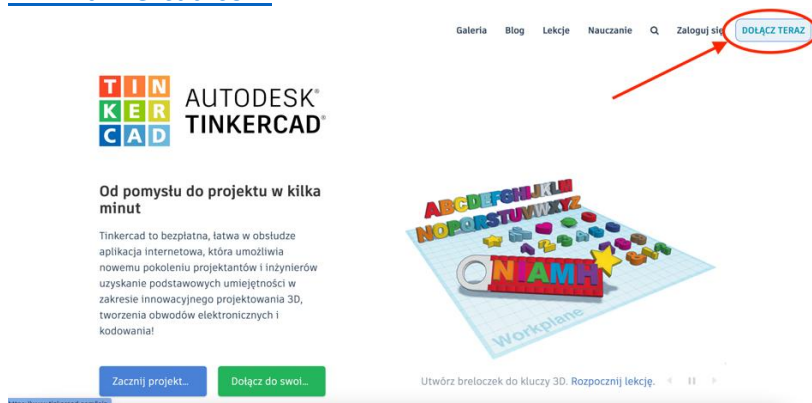 Galeria Blog Lekcje Nauczanie Zaloguj się DOŁĄCZ TERAZ
TIN
KER
CAD
AUTODESK®
TINKERCAD®
Od pomysłu do projektu w kilka
minut
Tinkercad to bezpłatna, łatwa w obsłudze
aplikacja internetowa, która umożliwia
nowemu pokoleniu projektantów i inżynierów
uzyskanie podstawowych umiejętności w
zakresie innowacyjnego projektowania 3D,
tworzenia obwodów elektronicznych i
kodowania!
ABCDEFGHIJKLM
NOPQRSTUVWXYZ
NIAMH
Workplane
Zacznij projekt… Dołącz do swoi…
Utwórz breloczek do kluczy 3D. Rozpocznij lekcję.